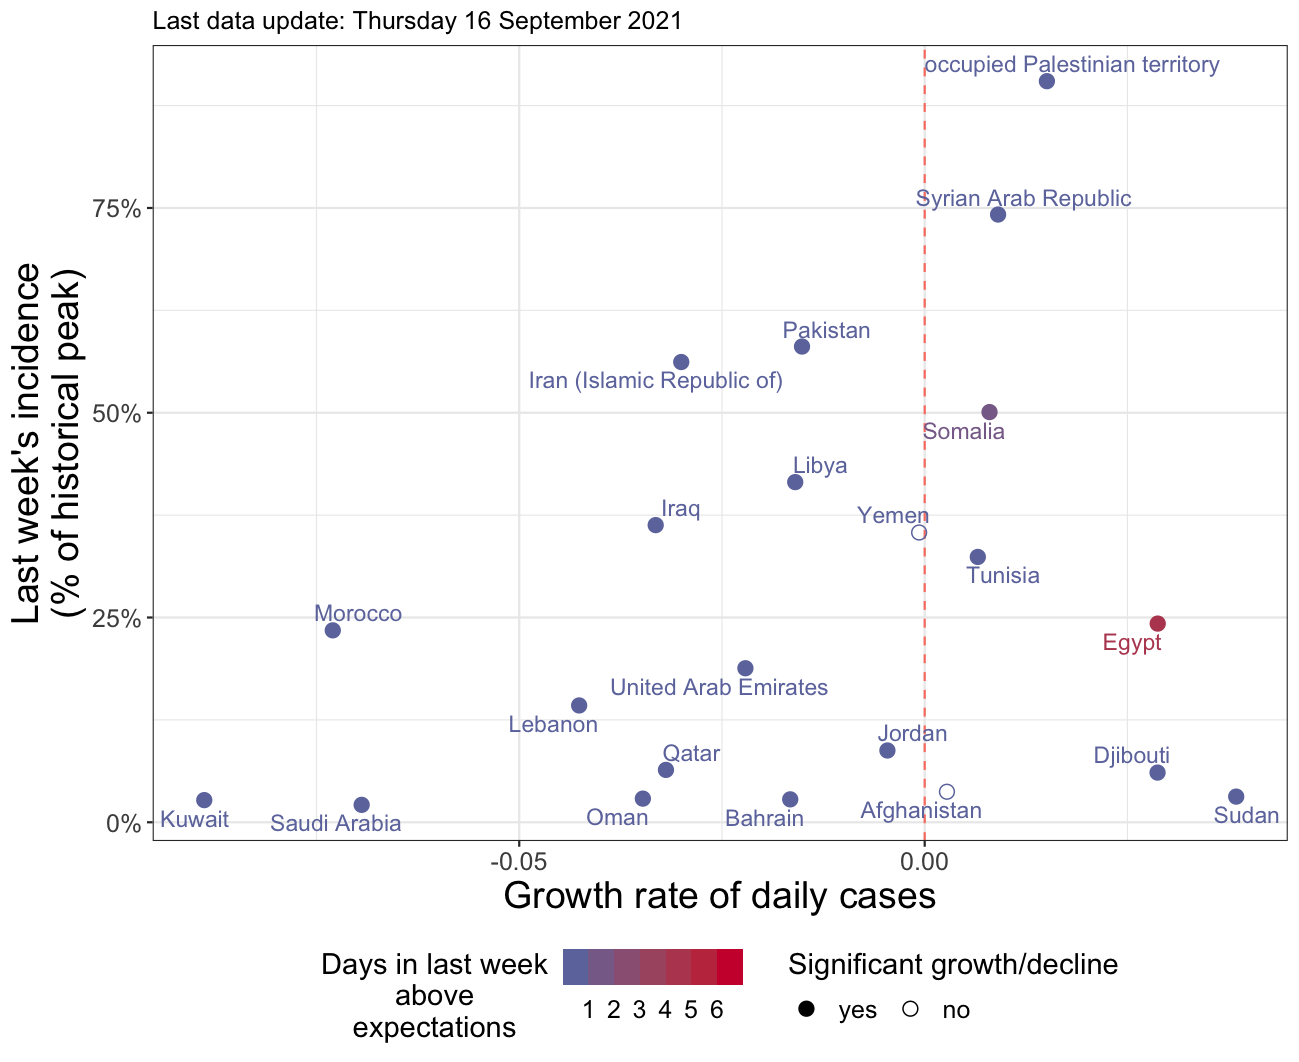 Last data update: Thursday 16 September 2021
occupied Palestinian territory
Syrian Arab Republic
Pakistan
Iran (Islamic Republic of)
Somalia
Libya
Iraq
Yemen
Tunisia
Morocco
Egypt
United Arab Emirates
Lebanon
Jordan
Qatar
Djibouti
Afghanistan
Kuwait
Saudi Arabia
Oman
Bahrain
Sudan
75%
50%
25%
0%
Last week's incidence
(% of historical peak)
-0.05 0.00
Growth rate of daily cases
Days in last week
above
expectations
1 2 3 4 5 6
Significant growth/decline
yes no